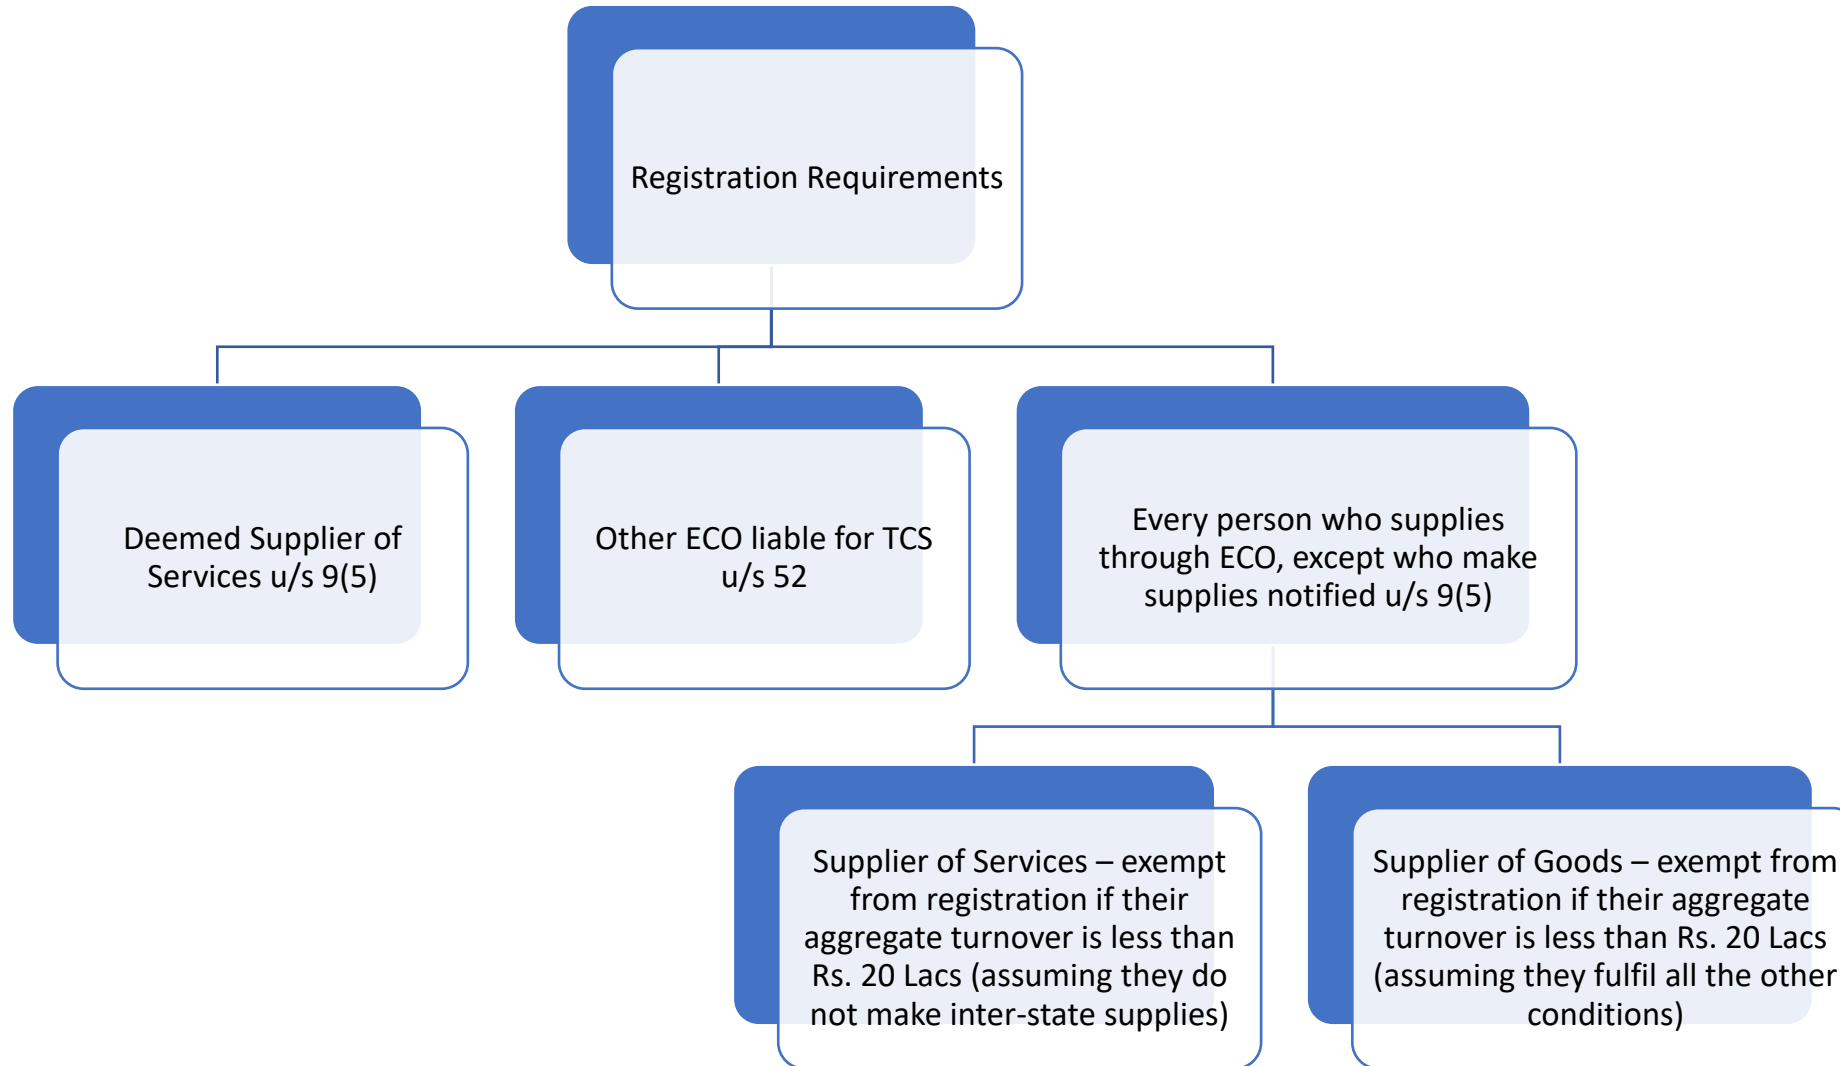 Registration Requirements
Deemed Supplier of
Services u/s 9(5)
Other ECO liable for TCS
u/s 52
Every person who supplies
through ECO, except who make
supplies notified u/s 9(5)
Supplier of Services – exempt
from registration if their
aggregate turnover is less than
Rs. 20 Lacs (assuming they do
not make inter-state supplies)
Supplier of Goods – exempt from
registration if their aggregate
turnover is less than Rs. 20 Lacs
(assuming they fulfil all the other
conditions)